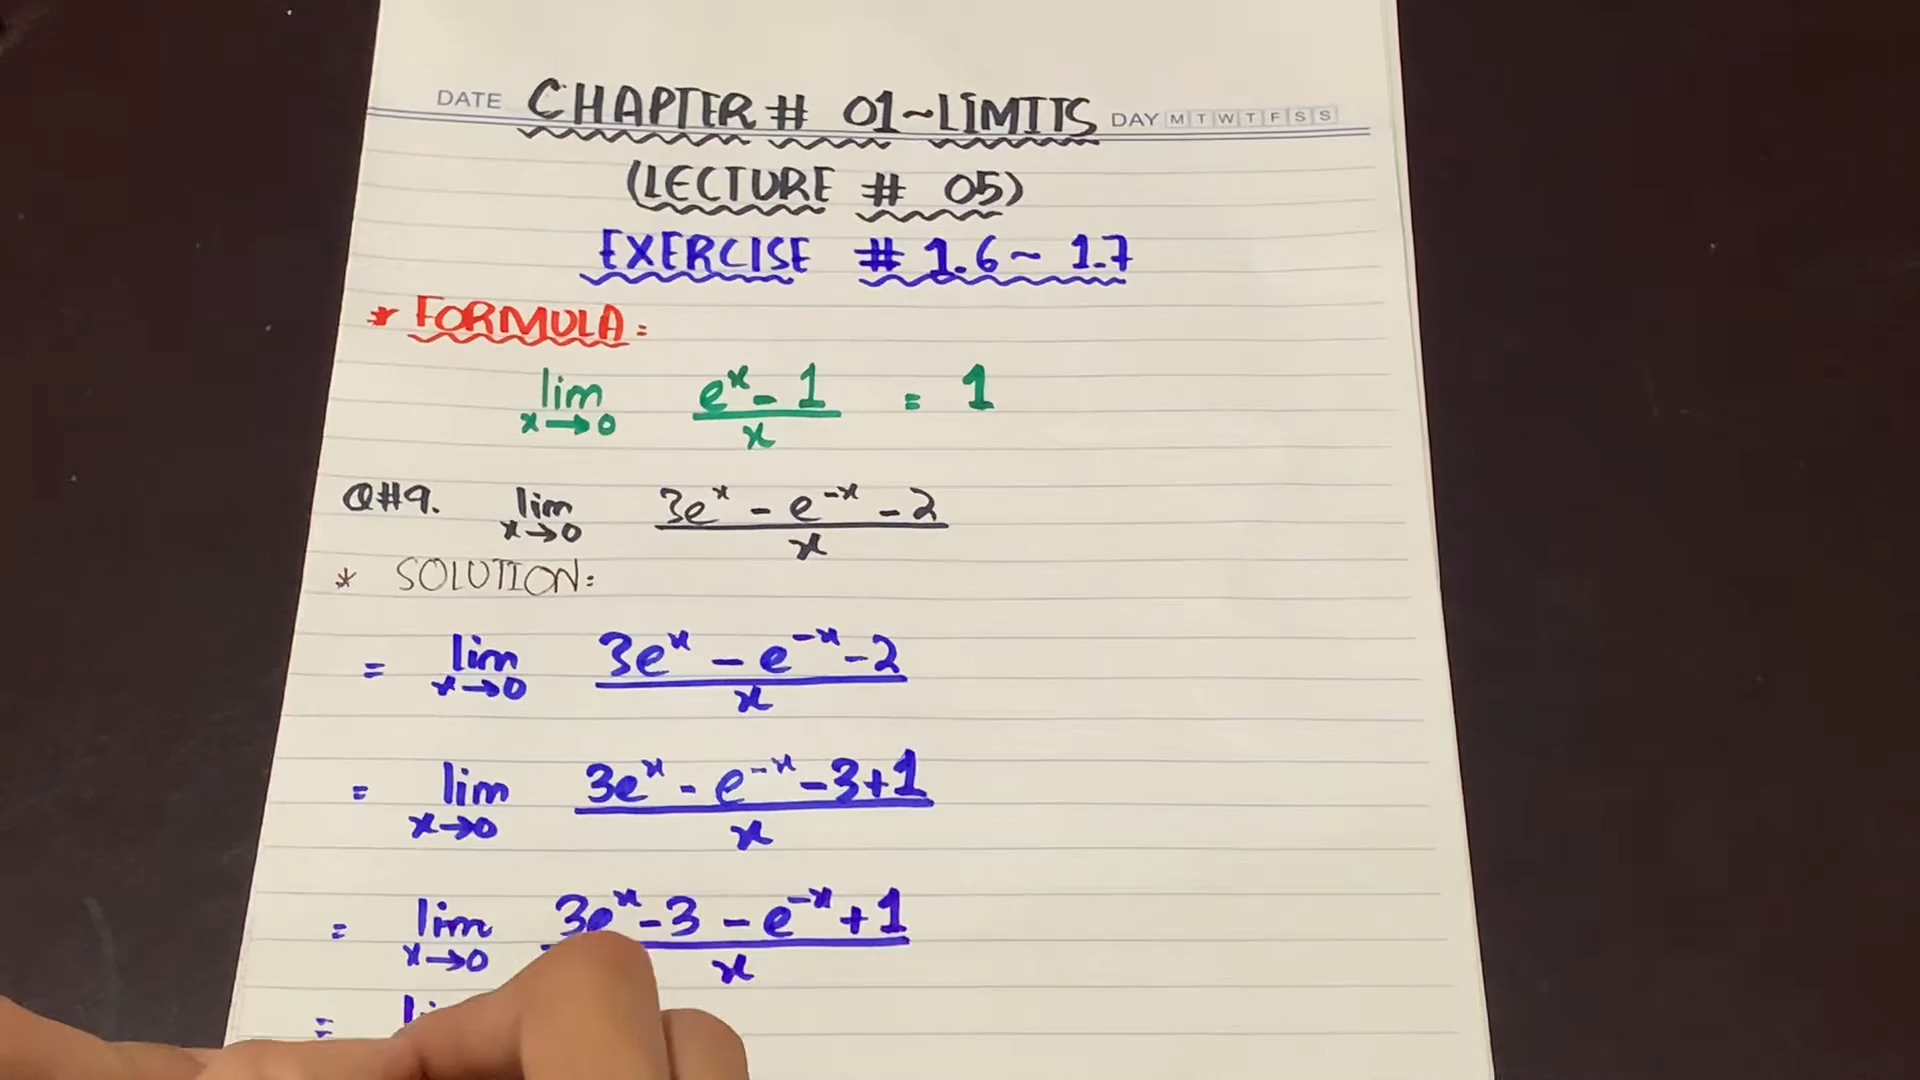 DATE CHAPTER # 01~LIMITS DAY M T W T F S S
(LECTURE # 05)
EXERCISE # 1.6 ~ 1.7
* FORMULA:
lim x→0 (e^x - 1)/x = 1
Q#9. lim x→0 (3e^x - e^-x - 2)/x
* SOLUTION:
= lim x→0 (3e^x - e^-x - 2)/x
= lim x→0 (3e^x - e^-x - 3 + 1)/x
= lim x→0 (3e^x - 3 - e^-x + 1)/x
=